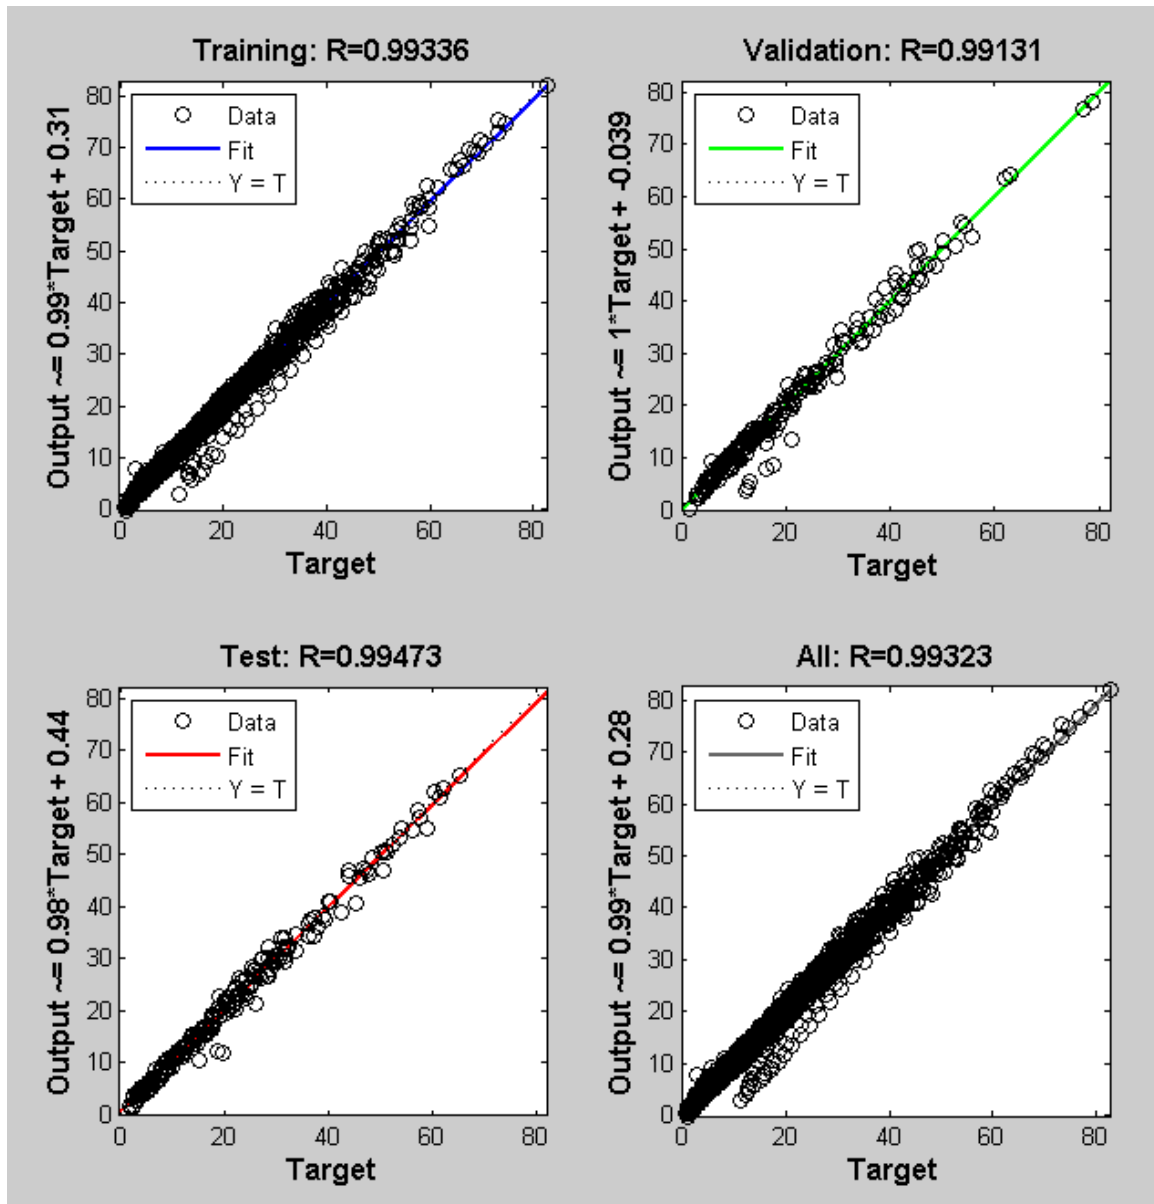 Training: R=0.99336
Output ~= 0.99*Target + 0.31
Data
Fit
Y = T
80
70
60
50
40
30
20
10
0
0 20 40 60 80
Target
Validation: R=0.99131
Output ~= 1*Target + -0.039
Data
Fit
Y = T
80
70
60
50
40
30
20
10
0
0 20 40 60 80
Target
Test: R=0.99473
Output ~= 0.98*Target + 0.44
Data
Fit
Y = T
80
70
60
50
40
30
20
10
0
0 20 40 60 80
Target
All: R=0.99323
Output ~= 0.99*Target + 0.28
Data
Fit
Y = T
80
70
60
50
40
30
20
10
0
0 20 40 60 80
Target